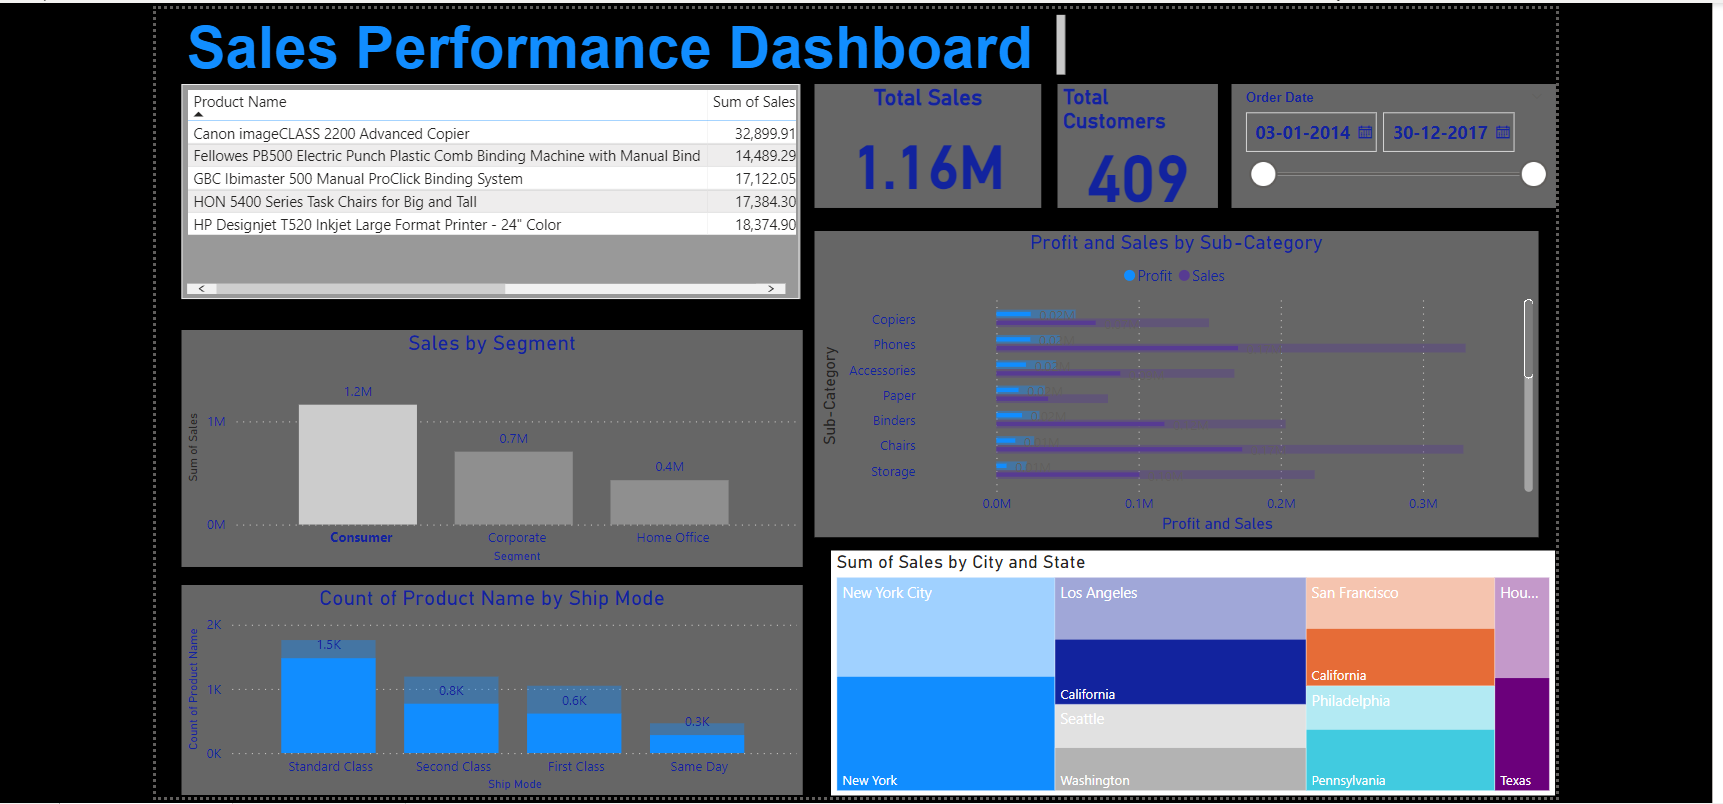 Sales Performance Dashboard
Product Name Sum of Sales
Canon imageCLASS 2200 Advanced Copier 32,899.91
Fellowes PB500 Electric Punch Plastic Comb Binding Machine with Manual Bind 14,489.29
GBC Ibimaster 500 Manual ProClick Binding System 17,122.05
HON 5400 Series Task Chairs for Big and Tall 17,384.30
HP Designjet T520 Inkjet Large Format Printer - 24" Color 18,374.90
Total Sales
1.16M
Total
Customers
409
Order Date
03-01-2014 30-12-2017
Sales by Segment
Sum of Sales
1M
0M
1.2M
0.7M
0.4M
Consumer Corporate Home Office
Segment
Profit and Sales by Sub-Category
Profit Sales
Sub-Category
Copiers
Phones
Accessories
Paper
Binders
Chairs
Storage
0.0M 0.1M 0.2M 0.3M
Profit and Sales
Count of Product Name by Ship Mode
Count of Product Name
2K
1K
0K
1.5K
0.8K
0.6K
0.3K
Standard Class Second Class First Class Same Day
Ship Mode
Sum of Sales by City and State
New York City
New York
Los Angeles
California
Seattle
Washington
San Francisco
California
Philadelphia
Pennsylvania
Hou...
Texas